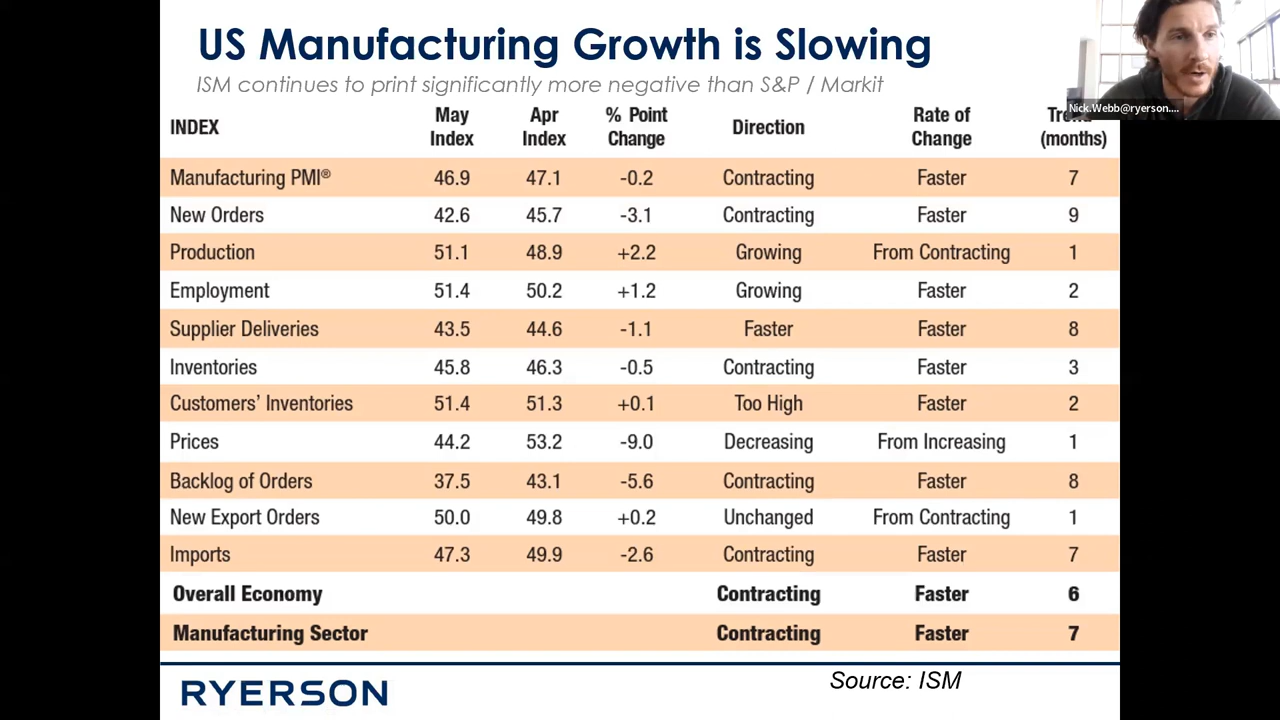 US Manufacturing Growth is Slowing
ISM continues to print significantly more negative than S&P / Markit
Nick.Webb@ryerson....
INDEX May Index Apr Index % Point Change Direction Rate of Change (months)
Manufacturing PMI® 46.9 47.1 -0.2 Contracting Faster 7
New Orders 42.6 45.7 -3.1 Contracting Faster 9
Production 51.1 48.9 +2.2 Growing From Contracting 1
Employment 51.4 50.2 +1.2 Growing Faster 2
Supplier Deliveries 43.5 44.6 -1.1 Faster Faster 8
Inventories 45.8 46.3 -0.5 Contracting Faster 3
Customers' Inventories 51.4 51.3 +0.1 Too High Faster 2
Prices 44.2 53.2 -9.0 Decreasing From Increasing 1
Backlog of Orders 37.5 43.1 -5.6 Contracting Faster 8
New Export Orders 50.0 49.8 +0.2 Unchanged From Contracting 1
Imports 47.3 49.9 -2.6 Contracting Faster 7
Overall Economy Contracting Faster 6
Manufacturing Sector Contracting Faster 7
RYERSON
Source: ISM